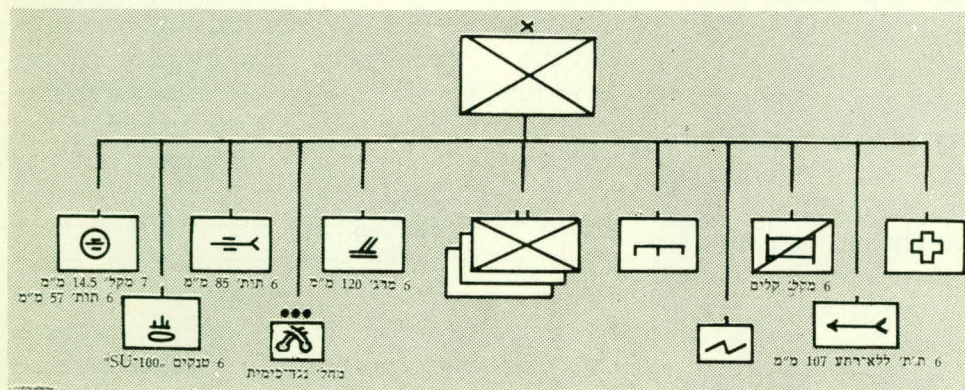 7 מקל׳ 14.5 מ״מ
6 תות׳ 57 מ״מ
6 תות׳ 85 מ״מ
6 מדג׳ 120 מ״מ
6 מקל׳ קלים
6 טנקים „SU־100״
מחל׳ נגד־כימית
6 ת.ת׳ ללא־רתע 107 מ״מ